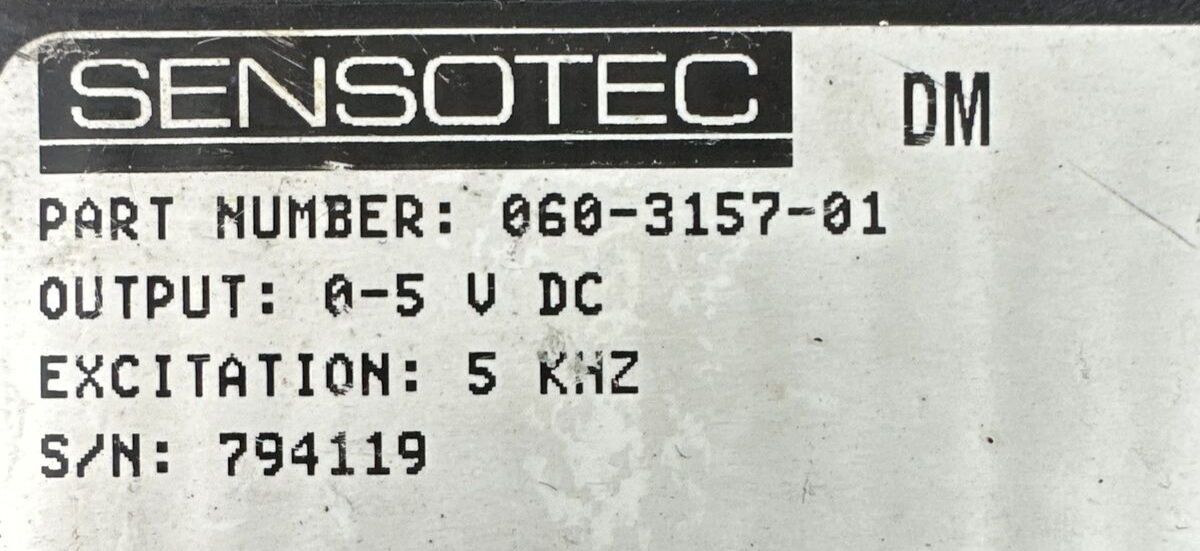 SENSOTEC DM
PART NUMBER: 060-3157-01
OUTPUT: 0-5 V DC
EXCITATION: 5 KHZ
S/N: 794119